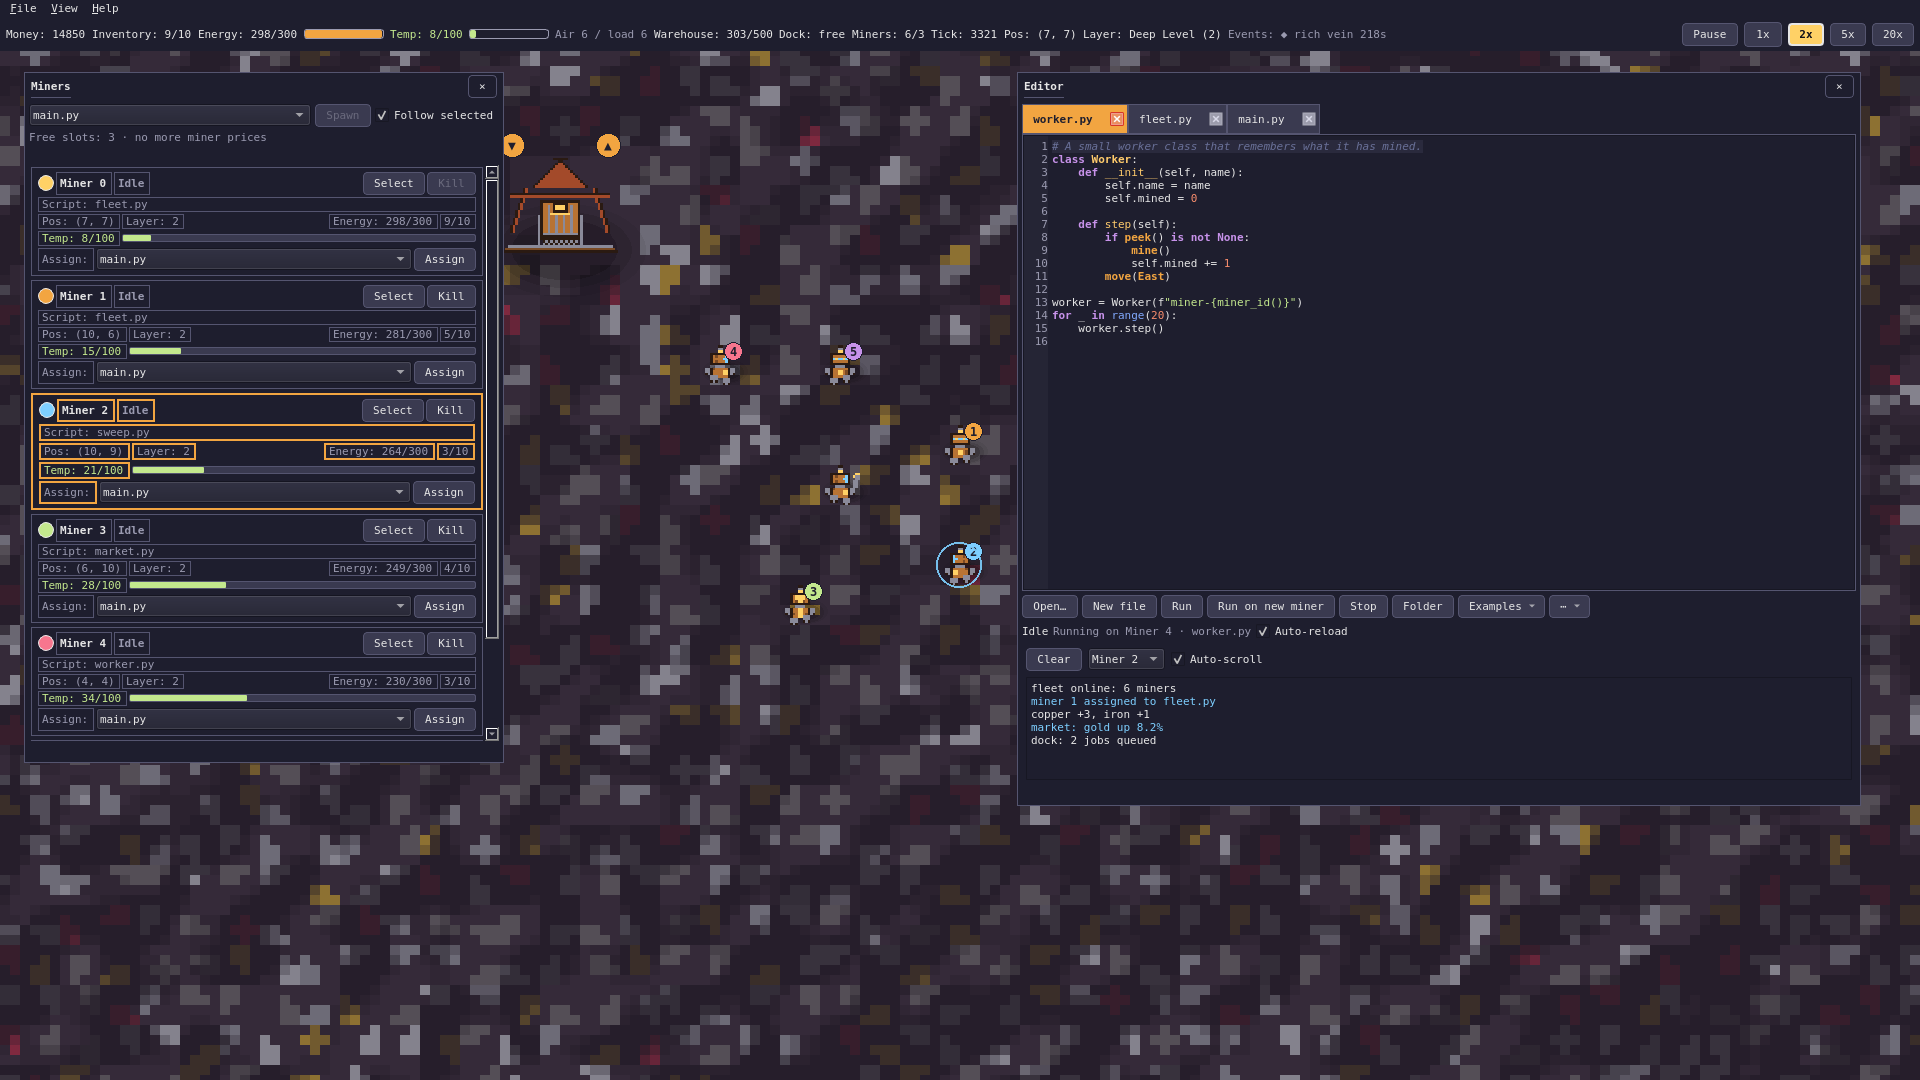 File View Help
Money: 14850 Inventory: 9/10 Energy: 298/300 Temp: 8/100 Air 6 / load 6 Warehouse: 303/500 Dock: free Miners: 6/3 Tick: 3321 Pos: (7, 7) Layer: Deep Level (2) Events: ◆ rich vein 218s Pause 1x 2x 5x 20x
Miners ×
main.py Spawn ✓ Follow selected
Free slots: 3 · no more miner prices
Miner 0 Idle Select Kill
Script: fleet.py
Pos: (7, 7) Layer: 2 Energy: 298/300 9/10
Temp: 8/100
Assign: main.py Assign
Miner 1 Idle Select Kill
Script: fleet.py
Pos: (10, 6) Layer: 2 Energy: 281/300 5/10
Temp: 15/100
Assign: main.py Assign
Miner 2 Idle Select Kill
Script: sweep.py
Pos: (10, 9) Layer: 2 Energy: 264/300 3/10
Temp: 21/100
Assign: main.py Assign
Miner 3 Idle Select Kill
Script: market.py
Pos: (6, 10) Layer: 2 Energy: 249/300 4/10
Temp: 28/100
Assign: main.py Assign
Miner 4 Idle Select Kill
Script: worker.py
Pos: (4, 4) Layer: 2 Energy: 230/300 3/10
Temp: 34/100
Assign: main.py Assign
▼ ▲
4 5
1
2
3
Editor ×
worker.py × fleet.py × main.py ×
1 # A small worker class that remembers what it has mined.
2 class Worker:
3     def __init__(self, name):
4         self.name = name
5         self.mined = 0
6
7     def step(self):
8         if peek() is not None:
9             mine()
10             self.mined += 1
11         move(East)
12
13 worker = Worker(f"miner-{miner_id()}")
14 for _ in range(20):
15     worker.step()
16
Open… New file Run Run on new miner Stop Folder Examples ⋯
Idle Running on Miner 4 · worker.py ✓ Auto-reload
Clear Miner 2 ✓ Auto-scroll
fleet online: 6 miners
miner 1 assigned to fleet.py
copper +3, iron +1
market: gold up 8.2%
dock: 2 jobs queued